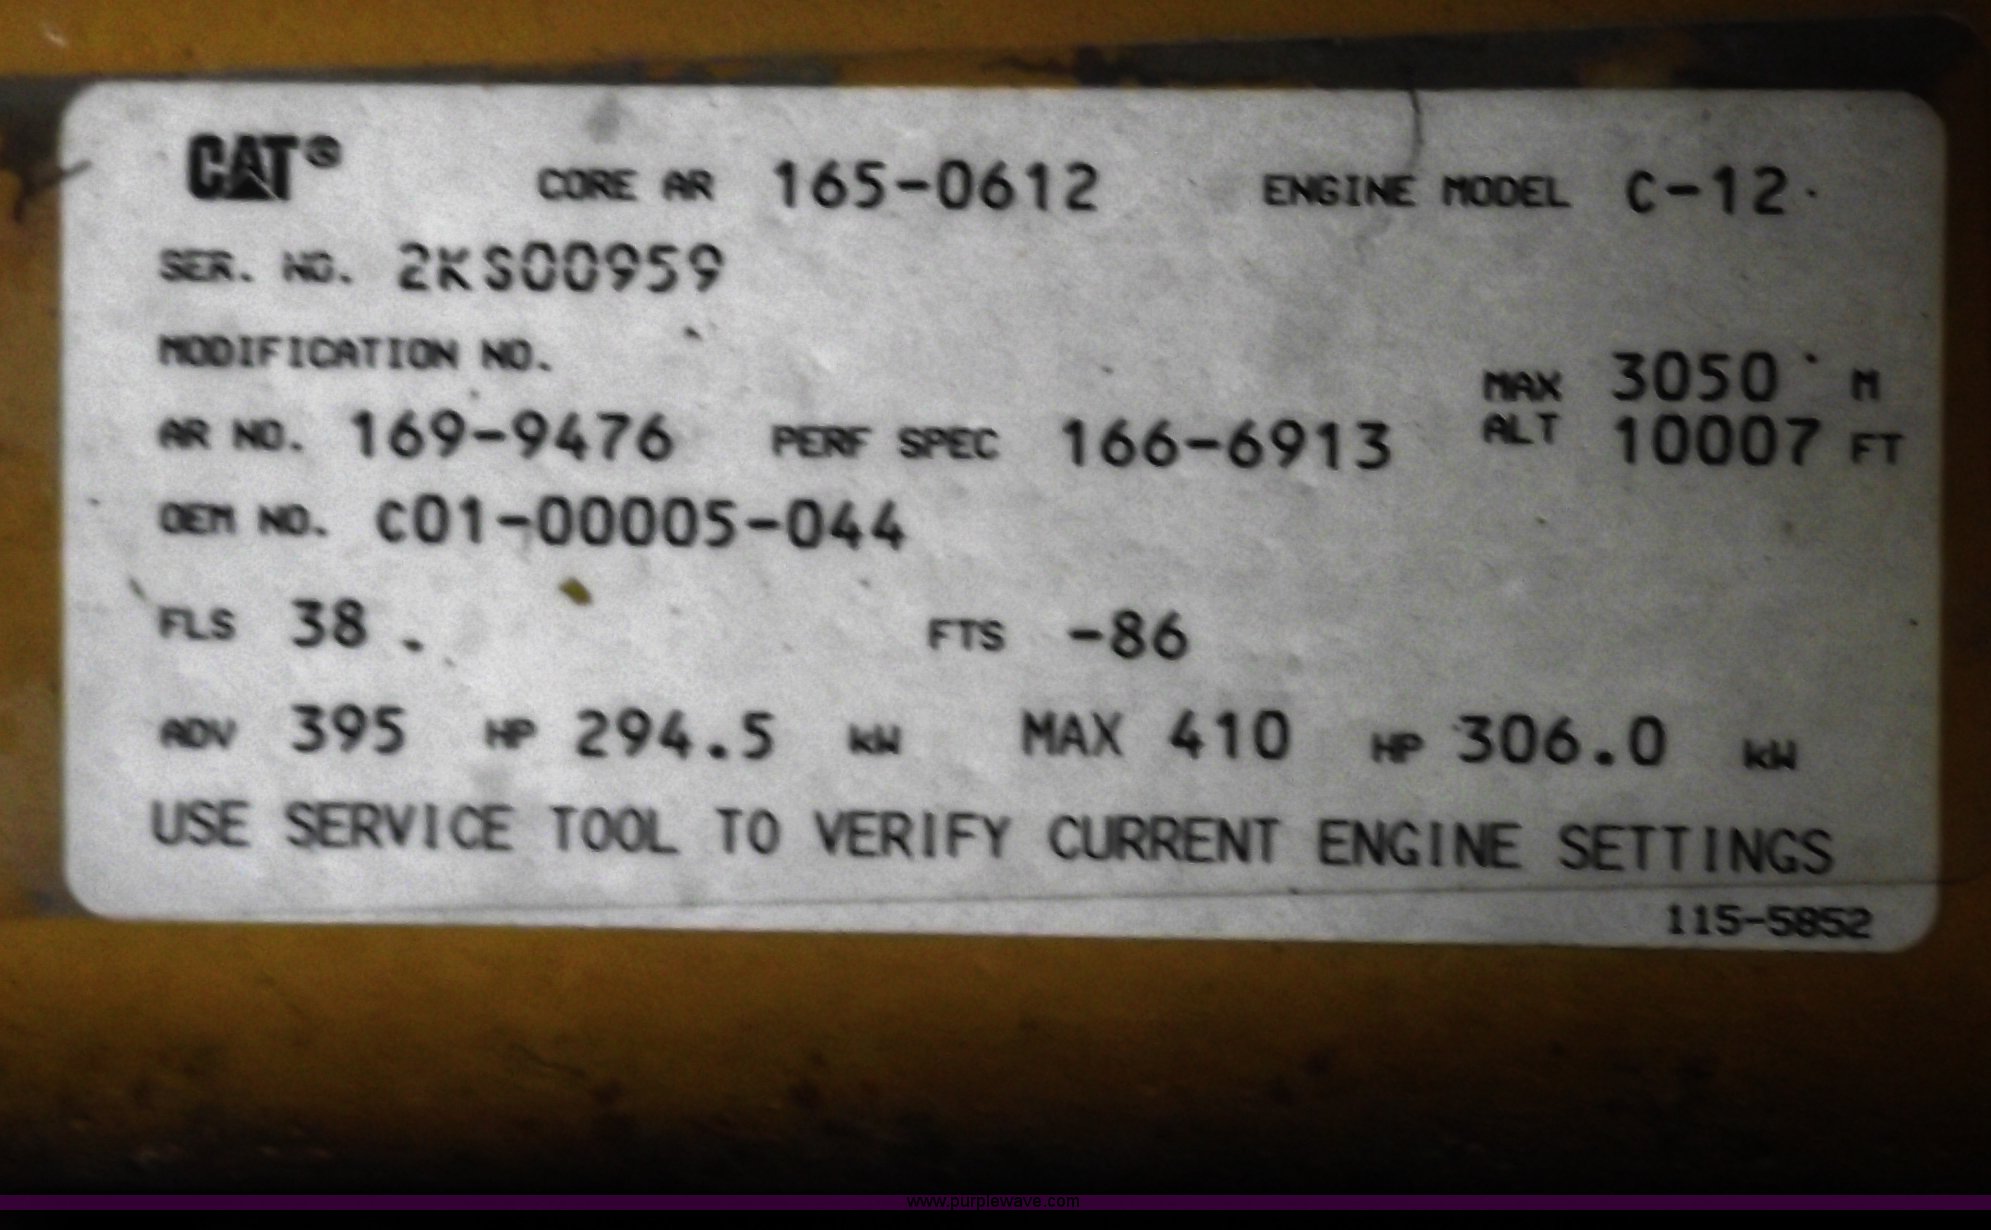 CAT® CORE AR 165-0612 ENGINE MODEL C-12
SER. NO. 2KS00959
MODIFICATION NO.
MAX ALT 3050 M
10007 FT
AR NO. 169-9476 PERF SPEC 166-6913
OEM NO. C01-00005-044
FLS 38 FTS -86
ADV 395 HP 294.5 kW MAX 410 HP 306.0 kW
USE SERVICE TOOL TO VERIFY CURRENT ENGINE SETTINGS
115-5852
www.purplewave.com